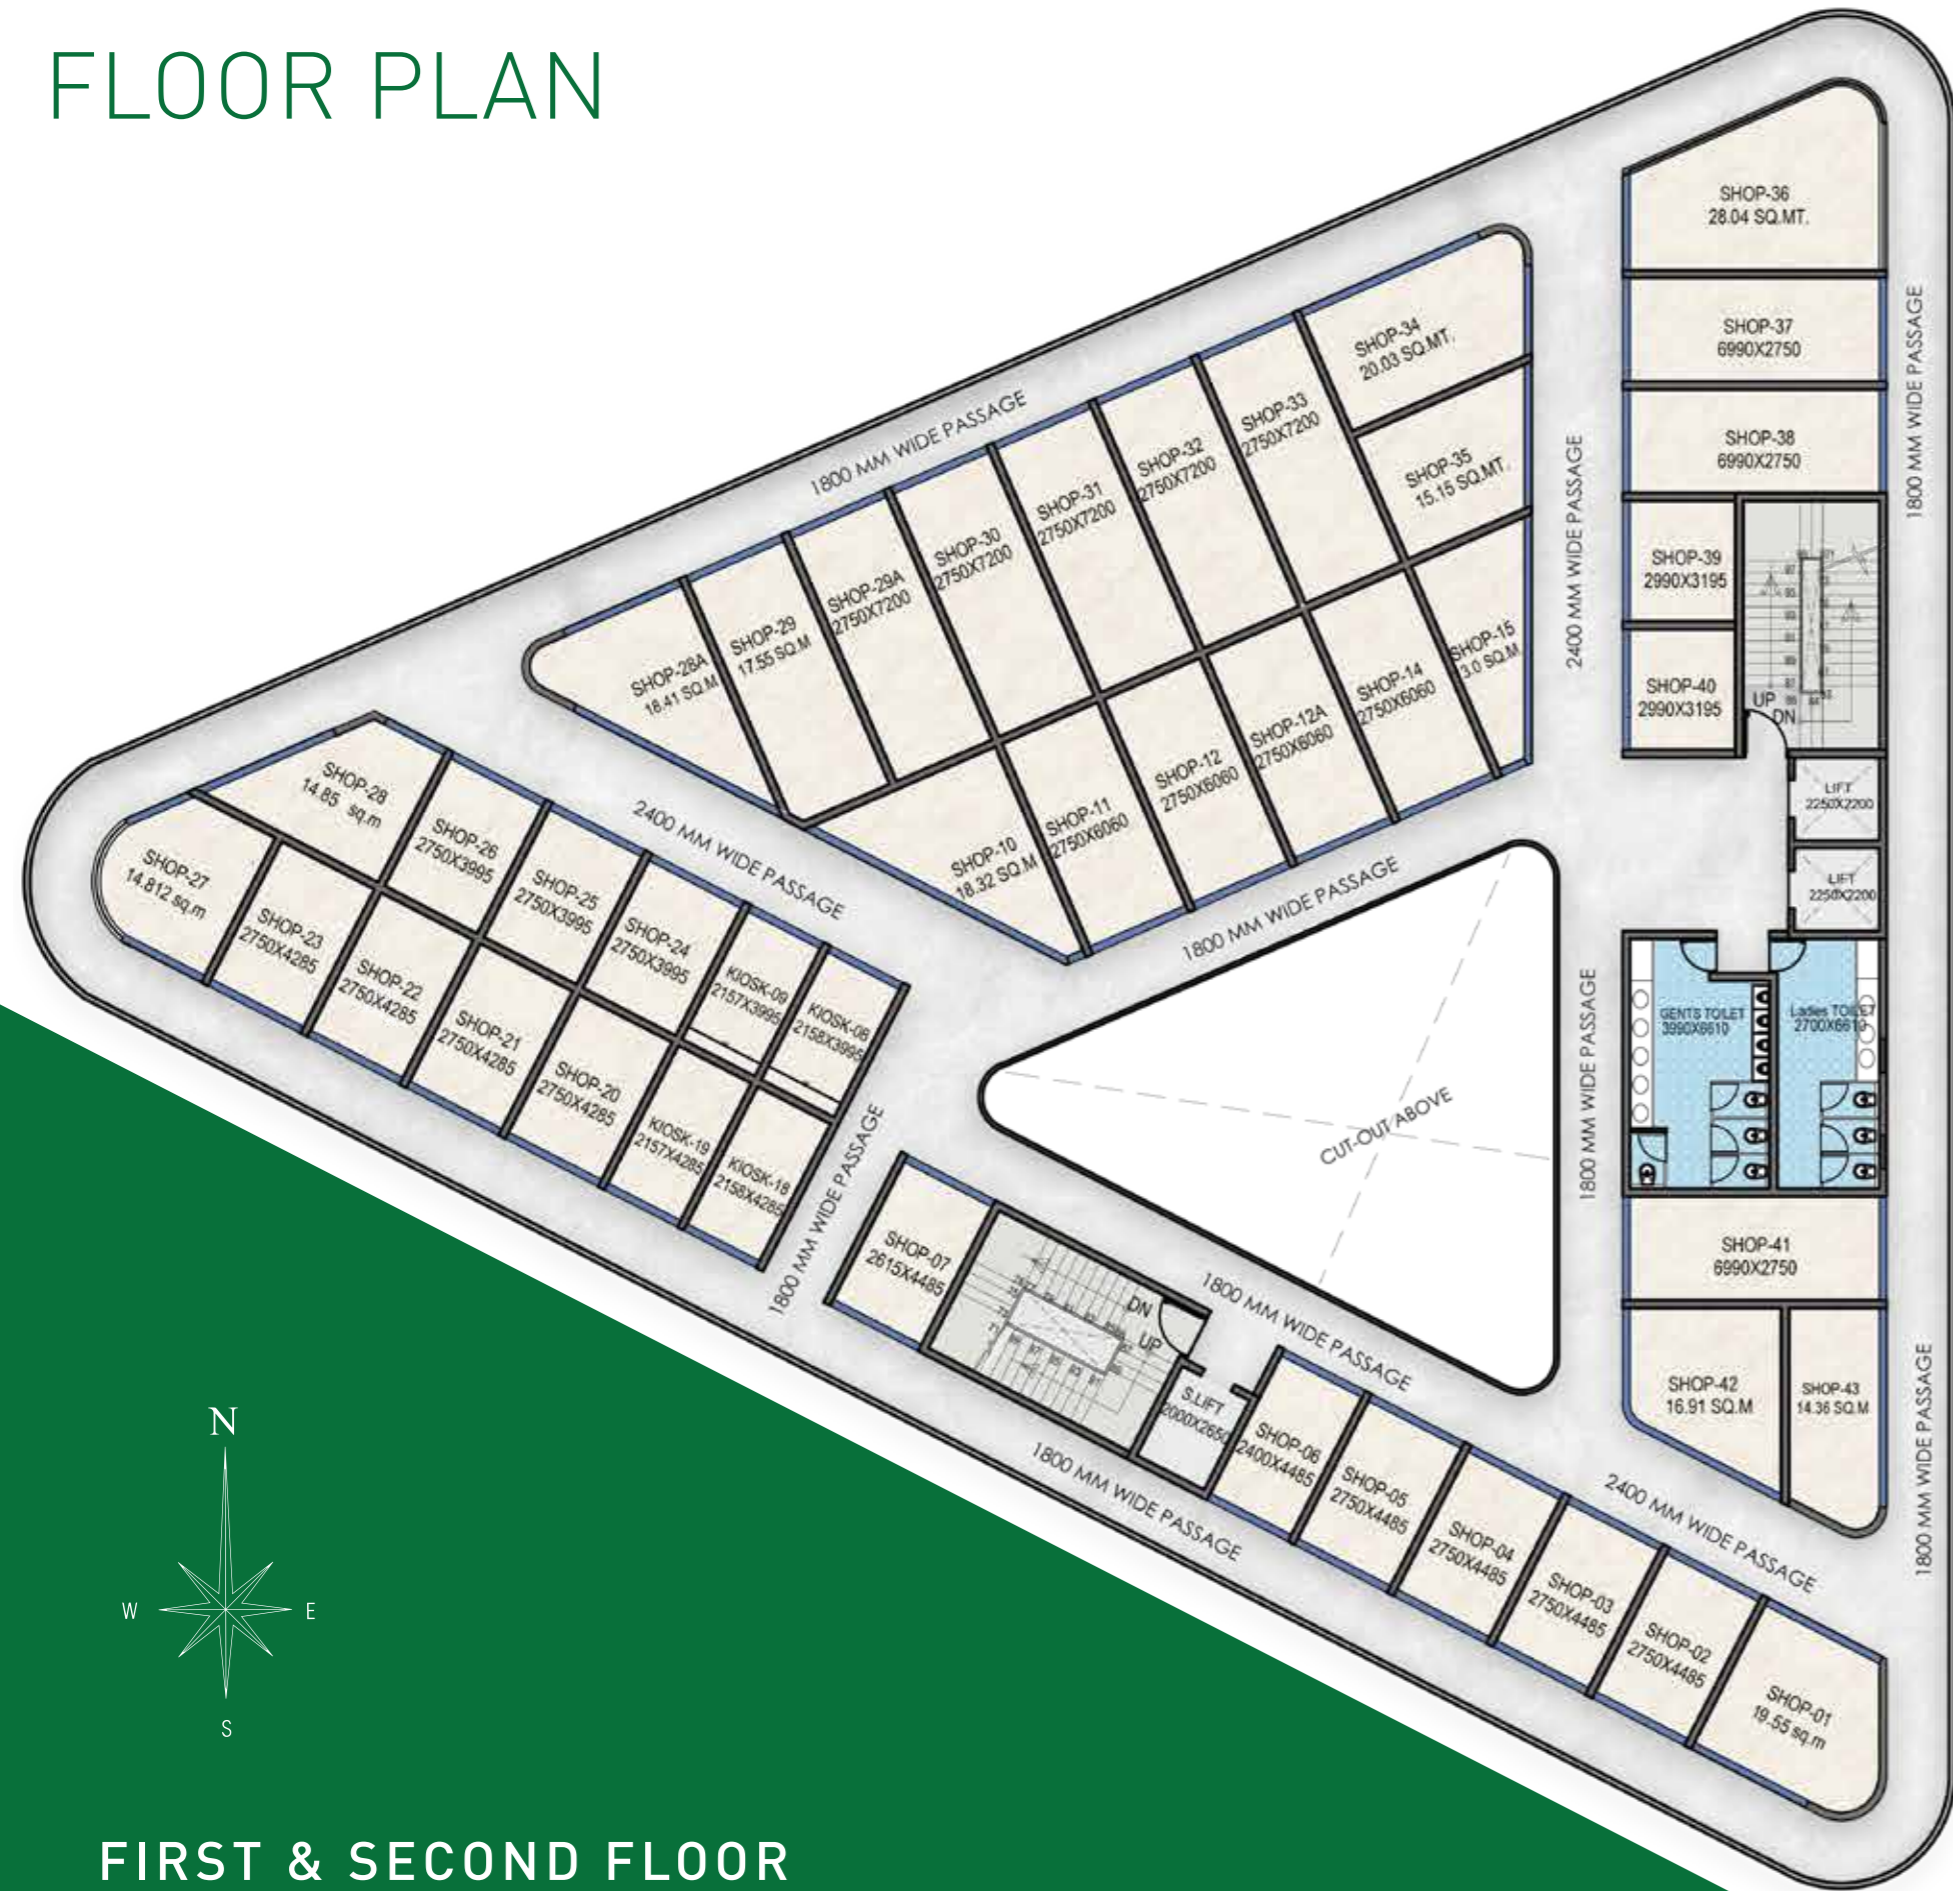 FLOOR PLAN
SHOP-36
28.04 SQ.MT.
SHOP-37
6990X2750
SHOP-38
6990X2750
1800 MM WIDE PASSAGE
SHOP-34
20.03 SQ.MT.
SHOP-33
2750X7200
SHOP-32
2750X7200
SHOP-31
2750X7200
SHOP-30
2750X7200
SHOP-29A
2750X7200
SHOP-29
17.55 SQ.M
SHOP-28A
18.41 SQ.M
1800 MM WIDE PASSAGE
SHOP-35
15.15 SQ.MT.
2400 MM WIDE PASSAGE
SHOP-39
2990X3195
SHOP-40
2990X3195
UP
DN
SHOP-15
3.0 SQ.M
SHOP-14
2750X6060
SHOP-12A
2750X6060
SHOP-12
2750X6060
SHOP-11
2750X6060
SHOP-10
18.32 SQ.M
LIFT
2250X2200
LIFT
2250X2200
2400 MM WIDE PASSAGE
1800 MM WIDE PASSAGE
SHOP-28
14.85 sq.m
SHOP-27
14.812 sq.m
SHOP-26
2750X3995
SHOP-25
2750X3995
SHOP-24
2750X3995
KIOSK-09
2157X3995
KIOSK-08
2158X3995
SHOP-23
2750X4285
SHOP-22
2750X4285
SHOP-21
2750X4285
SHOP-20
2750X4285
KIOSK-19
2157X4285
KIOSK-18
2158X4285
GENTS TOILET
3990X6610
Ladies TOILET
2700X6610
1800 MM WIDE PASSAGE
CUT-OUT ABOVE
1800 MM WIDE PASSAGE
SHOP-07
2615X4485
DN
UP
S.LIFT
2000X2650
1800 MM WIDE PASSAGE
SHOP-41
6990X2750
SHOP-42
16.91 SQ.M
SHOP-43
14.36 SQ.M
1800 MM WIDE PASSAGE
SHOP-06
2400X4485
SHOP-05
2750X4485
SHOP-04
2750X4485
SHOP-03
2750X4485
SHOP-02
2750X4485
SHOP-01
19.55 sq.m
1800 MM WIDE PASSAGE
2400 MM WIDE PASSAGE
N
W
E
S
FIRST & SECOND FLOOR